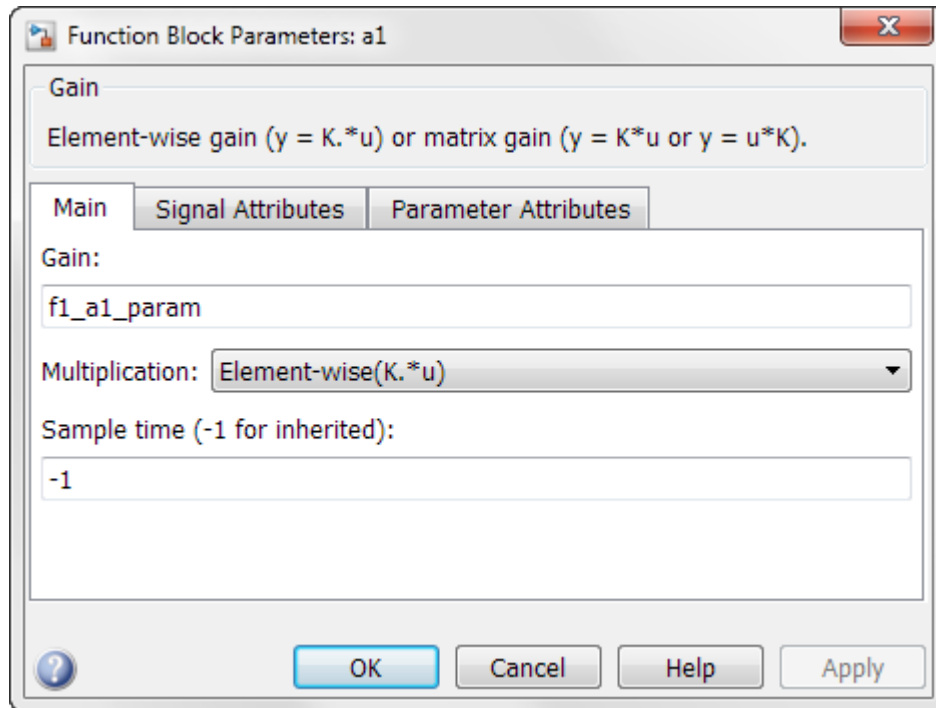 Function Block Parameters: a1
Gain
Element-wise gain (y = K.*u) or matrix gain (y = K*u or y = u*K).
Main Signal Attributes Parameter Attributes
Gain:
f1_a1_param
Multiplication: Element-wise(K.*u)
Sample time (-1 for inherited):
-1
? OK Cancel Help Apply